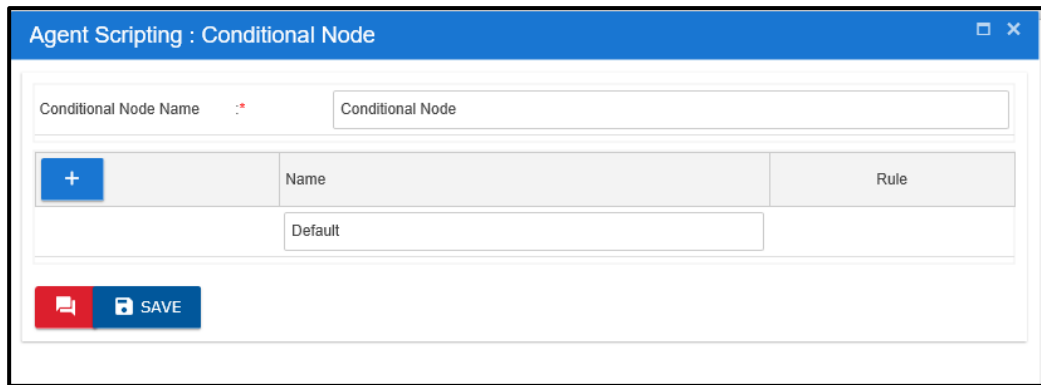 Agent Scripting : Conditional Node
Conditional Node Name :* Conditional Node
+ Name Rule
Default
SAVE